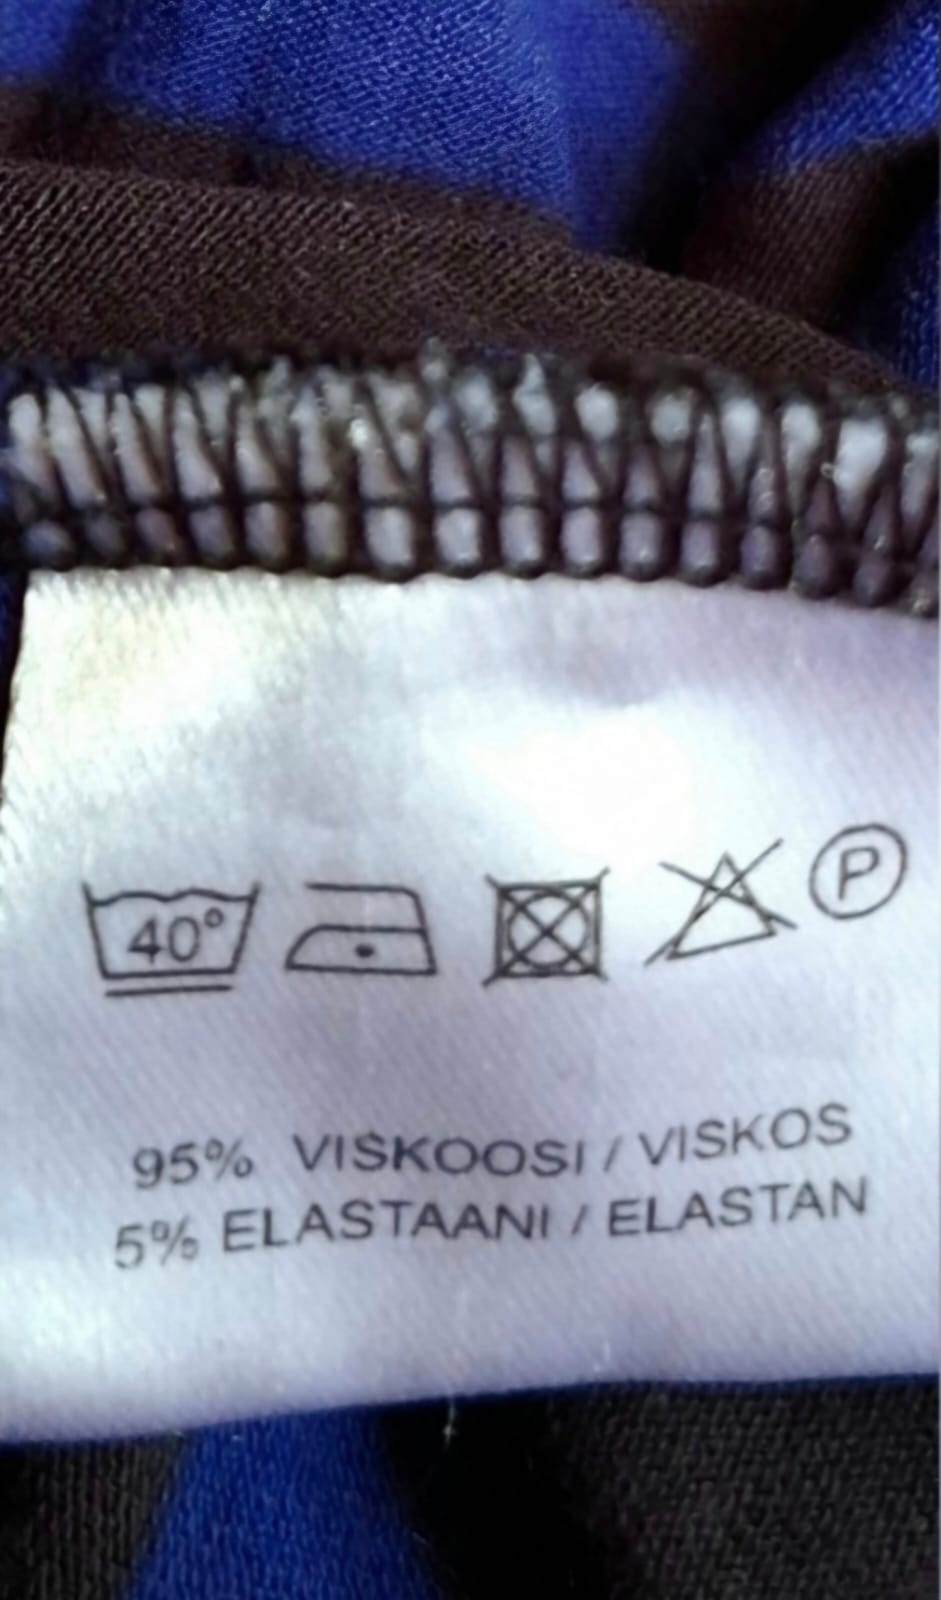 40° P
95% VISKOOSI / VISKOS
5% ELASTAANI / ELASTAN